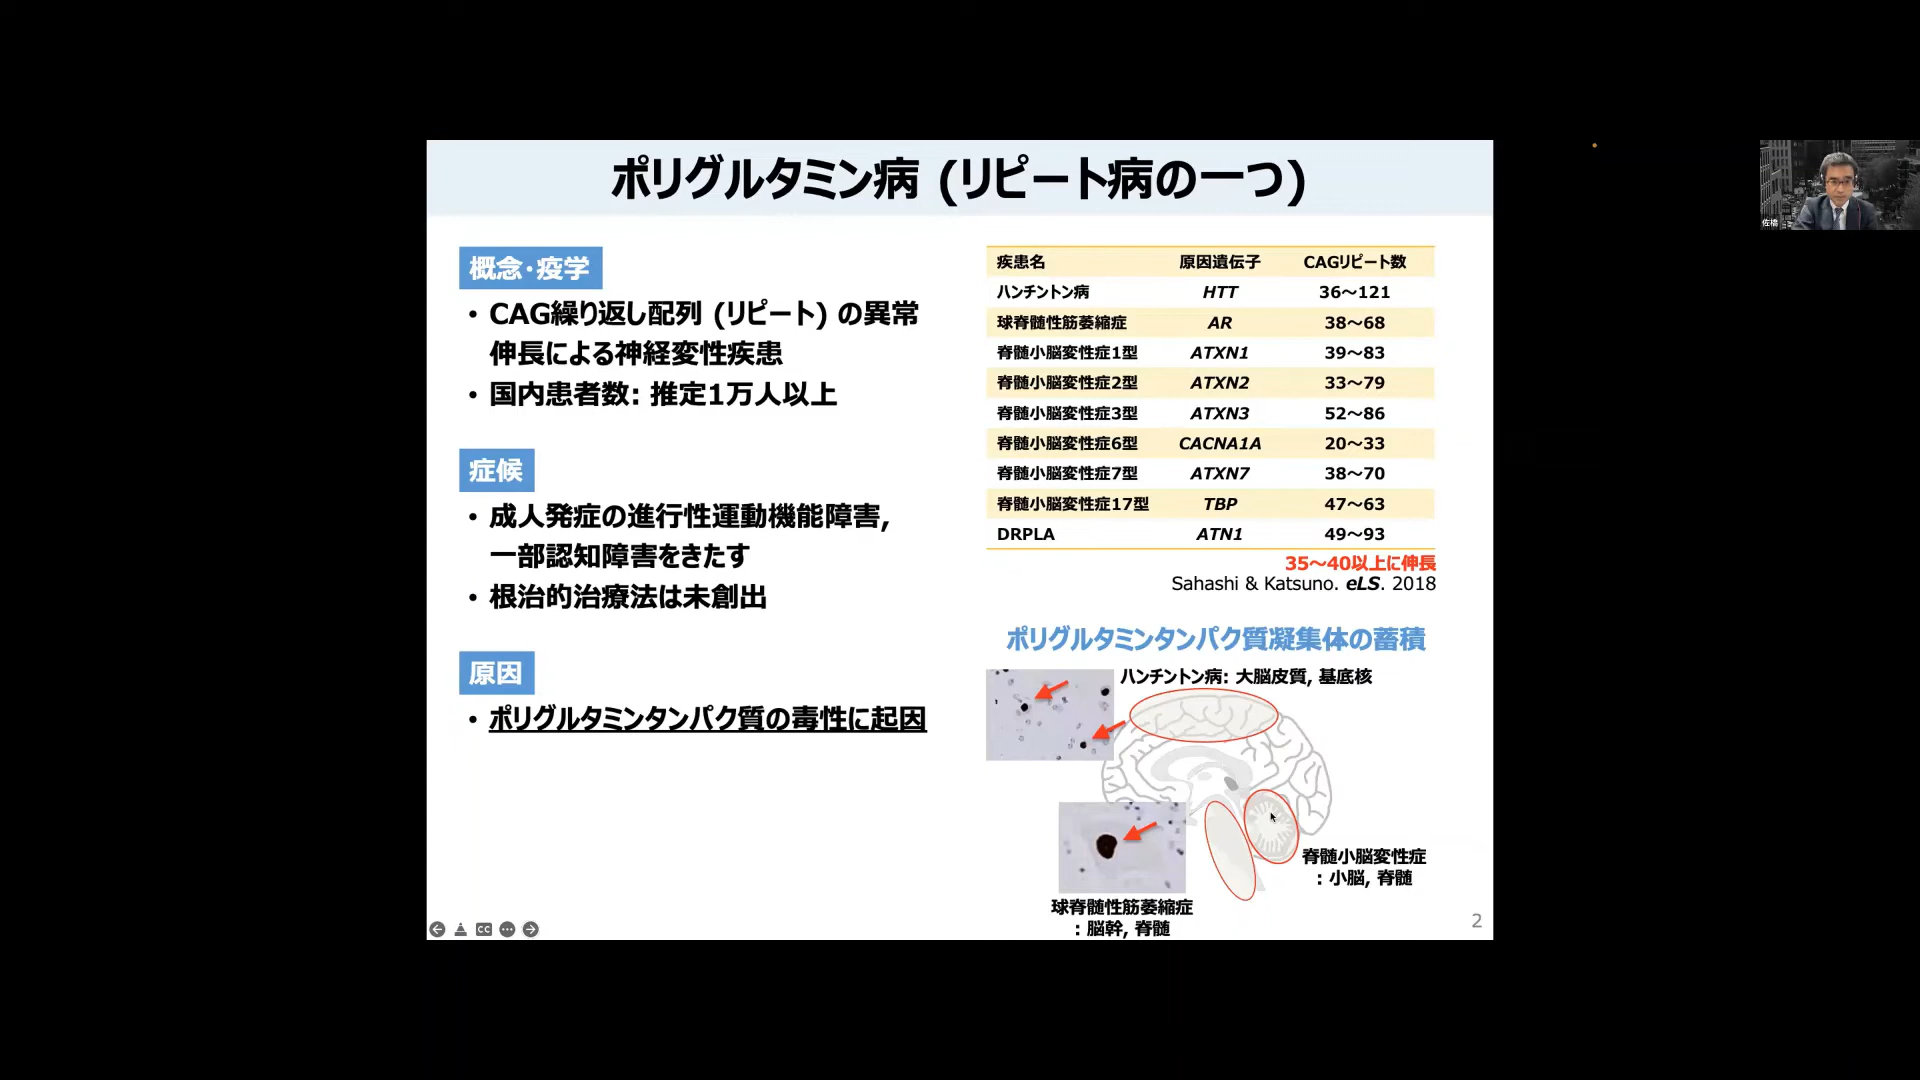 ポリグルタミン病 (リピート病の一つ)
概念・疫学
• CAG繰り返し配列 (リピート) の異常
伸長による神経変性疾患
• 国内患者数: 推定1万人以上
症候
• 成人発症の進行性運動機能障害,
一部認知障害をきたす
• 根治的治療法は未創出
原因
• ポリグルタミンタンパク質の毒性に起因
疾患名 原因遺伝子 CAGリピート数
ハンチントン病 HTT 36～121
球脊髄性筋萎縮症 AR 38～68
脊髄小脳変性症1型 ATXN1 39～83
脊髄小脳変性症2型 ATXN2 33～79
脊髄小脳変性症3型 ATXN3 52～86
脊髄小脳変性症6型 CACNA1A 20～33
脊髄小脳変性症7型 ATXN7 38～70
脊髄小脳変性症17型 TBP 47～63
DRPLA ATN1 49～93
35～40以上に伸長
Sahashi & Katsuno. eLS. 2018
ポリグルタミンタンパク質凝集体の蓄積
ハンチントン病: 大脳皮質, 基底核
脊髄小脳変性症
: 小脳, 脊髄
球脊髄性筋萎縮症
: 脳幹, 脊髄
2
CC
佐橋